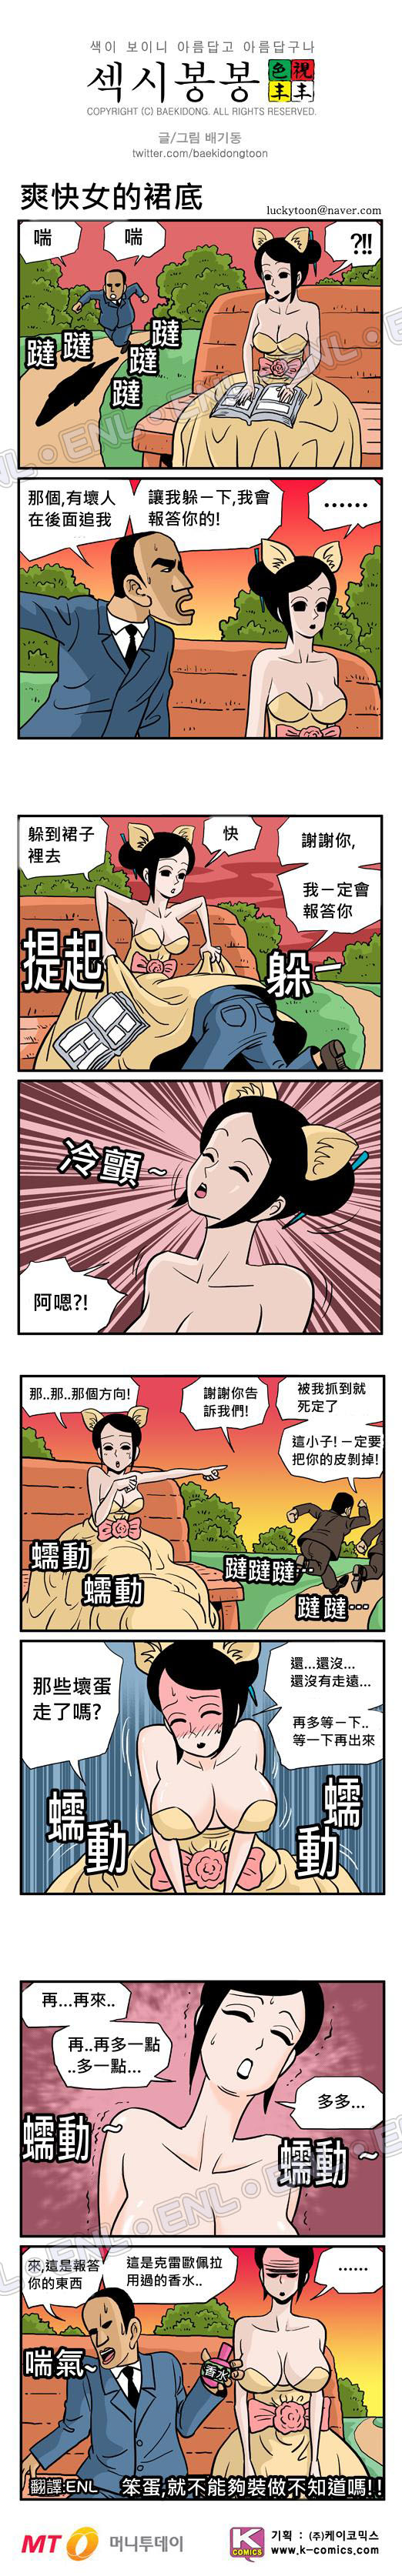 색이 보이니 아름답고 아름답구나
섹시봉봉
色視
丰丰
COPYRIGHT (C) BAEKIDONG. ALL RIGHTS RESERVED.
글/그림 배기동
twitter.com/baekidongtoon
爽快女的裙底
luckytoon@naver.com
喘
喘
?!!
躂
躂
躂
躂
躂
那個,有壞人
在後面追我
讓我躲一下,我會
報答你的!
......
躲到裙子
裡去
快
謝謝你,
我一定會
報答你
提起
躲一
冷顫~
阿嗯?!
那..那..那個方向!
謝謝你告
訴我們!
被我抓到就
死定了
這小子! 一定要
把你的皮剝掉!
蠕動
蠕動
躂躂躂...
躂躂...
那些壞蛋
走了嗎?
還...還沒...
還沒有走遠...
再多等一下..
等一下再出來
蠕動
蠕動
再...再來..
再..再多一點
..多一點...
多多...
蠕動~
蠕動~
來,這是報答
你的東西
這是克雷歐佩拉
用過的香水..
......
喘氣~
香水
翻譯:ENL
笨蛋,就不能夠裝做不知道嗎!!
ENL
ENL
ENL
ENL
MT 머니투데이
K
COMICS
기획 : (주)케이코믹스
www.k-comics.com